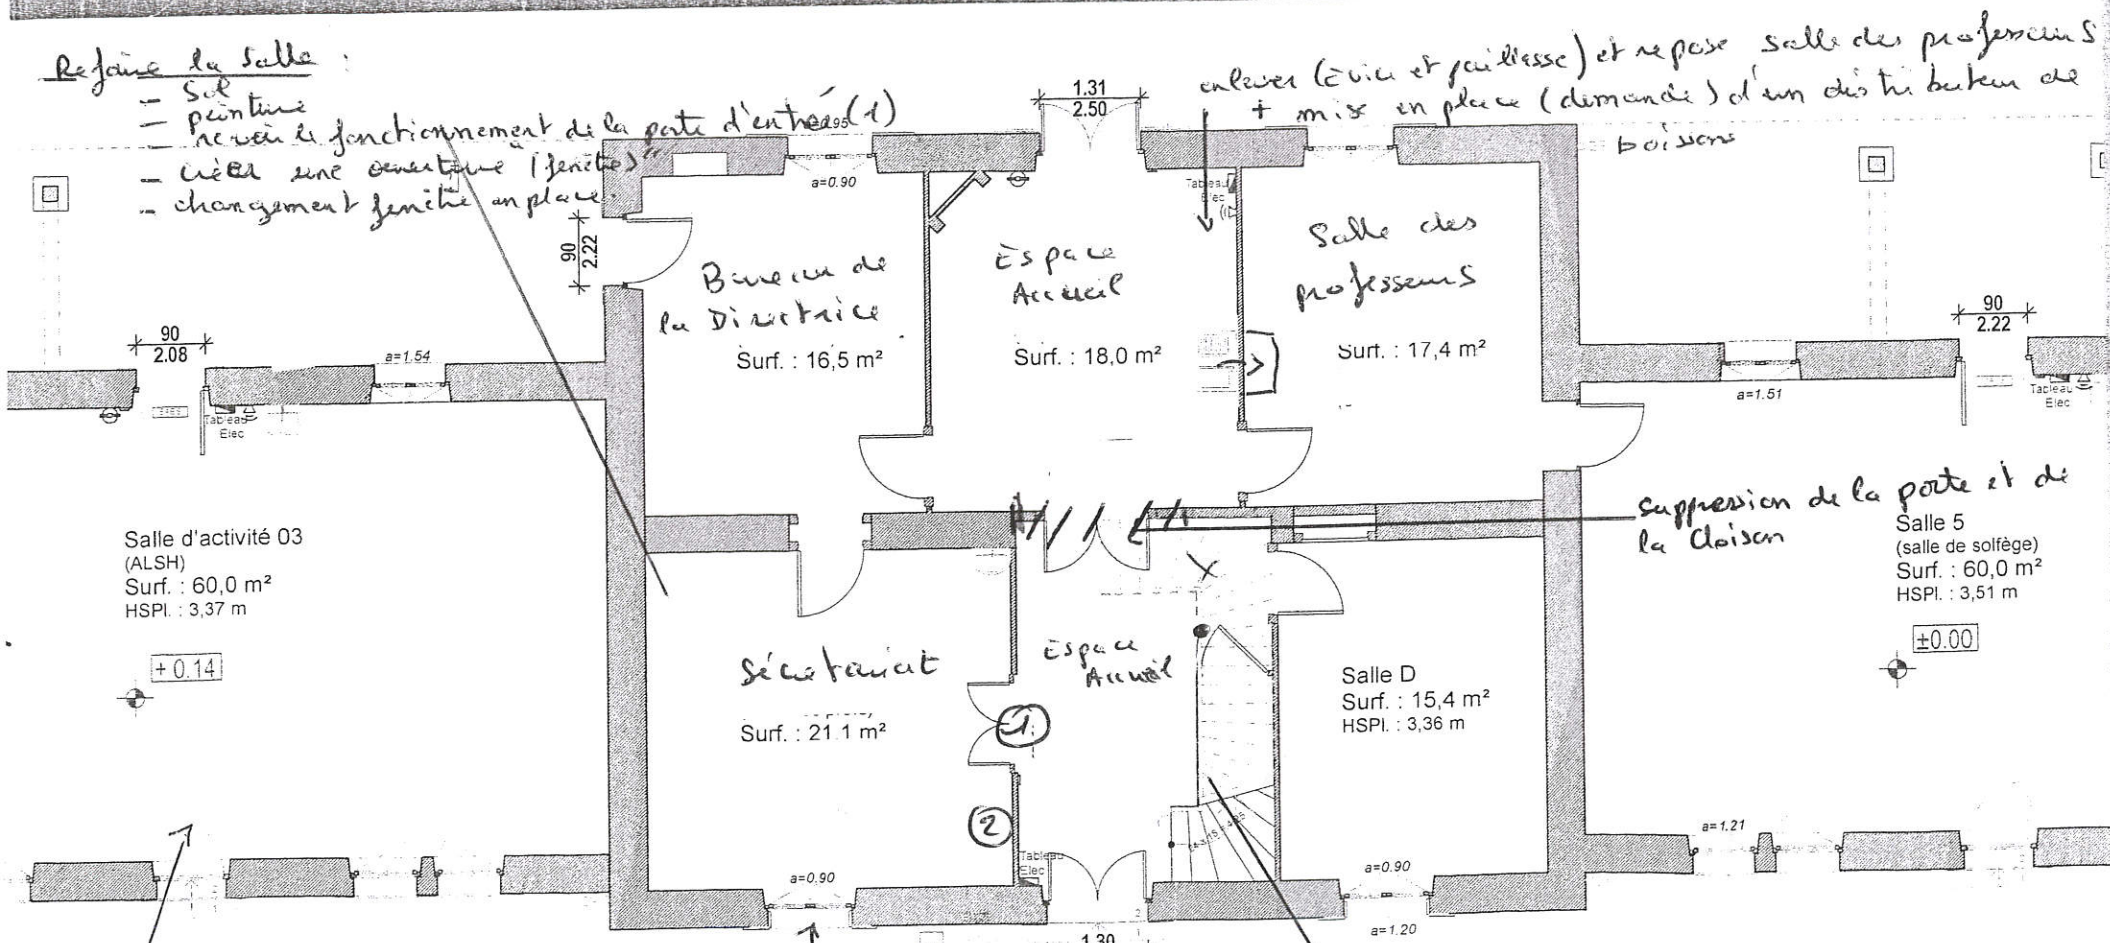 Refaire la salle :
- Sol
- peinture
- revoir le fonctionnement de la porte d'entrée (1)
- créer une ouverture "(fenêtre)"
- changement fenêtre en place.
enlever (Evier et paillasse) et repose salle des professeurs
+ mise en place (demande) d'un distributeur de
boissons
1.31
2.50
a=0.90
90
2.22
Tableau
Elec
Bureau de
la Directrice
Surf. : 16,5 m²
Espace
Accueil
Surf. : 18,0 m²
Salle des
professeurs
Surf. : 17,4 m²
90
2.08
a=1.54
Tableau
Elec
90
2.22
a=1.51
Tableau
Elec
suppression de la porte et de
la Cloison
Salle d'activité 03
(ALSH)
Surf. : 60,0 m²
HSPl. : 3,37 m
+ 0.14
Salle 5
(salle de solfège)
Surf. : 60,0 m²
HSPl. : 3,51 m
±0.00
Sécrétariat
Surf. : 21.1 m²
Espace
Accueil
Salle D
Surf. : 15,4 m²
HSPl. : 3,36 m
1
2
Tableau
Elec
a=0.90
a=0.90
a=1.21
a=1.20
1.30